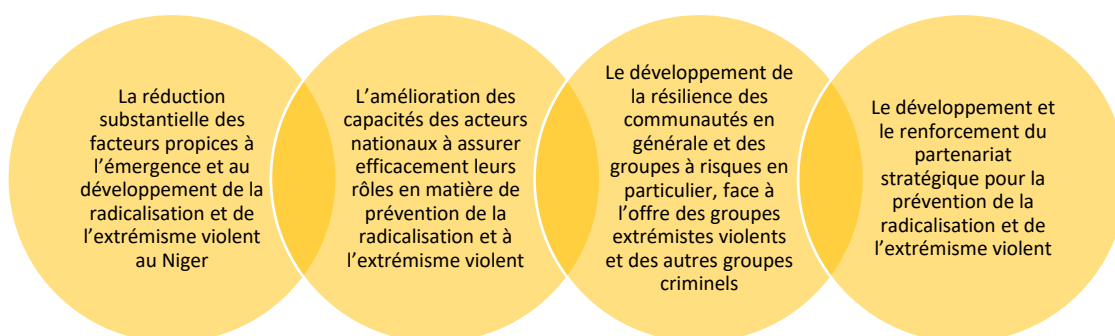 La réduction
substantielle des
facteurs propices à
l’émergence et au
développement de la
radicalisation et de
l’extrémisme violent
au Niger
L’amélioration des
capacités des acteurs
nationaux à assurer
efficacement leurs
rôles en matière de
prévention de la
radicalisation et à
l’extrémisme violent
Le développement de
la résilience des
communautés en
générale et des
groupes à risques en
particulier, face à
l’offre des groupes
extrémistes violents
et des autres groupes
criminels
Le développement et
le renforcement du
partenariat
stratégique pour la
prévention de la
radicalisation et de
l’extrémisme violent